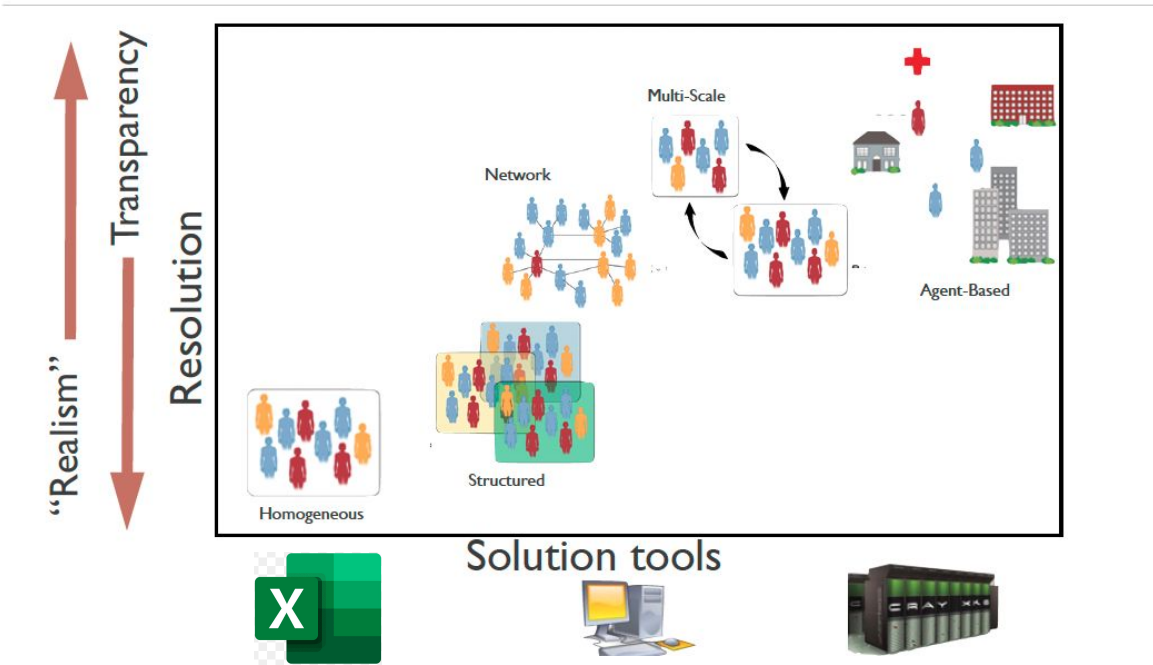 “Realism”
Transparency
Resolution
Homogeneous
Structured
Network
Multi-Scale
Agent-Based
Solution tools
X
CRAY